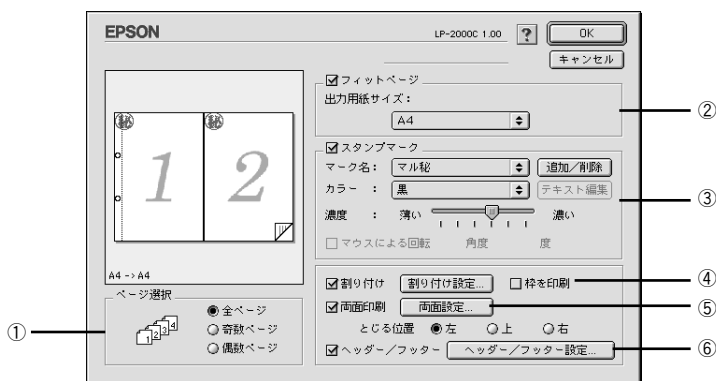 EPSON
LP-2000C 1.00
?
OK
キャンセル
フィットページ
出力用紙サイズ：
A4
②
スタンプマーク
マーク名：
マル秘
追加/削除
カラー ：
黒
テキスト編集
③
濃度 ：
薄い
濃い
マウスによる回転
角度
度
㊙
㊙
1
2
A4 -> A4
割り付け
割り付け設定...
枠を印刷
④
両面印刷
両面設定...
⑤
とじる位置
左
上
右
ヘッダー/フッター
ヘッダー/フッター設定...
⑥
ページ選択
①
1 2 3 4
全ページ
奇数ページ
偶数ページ